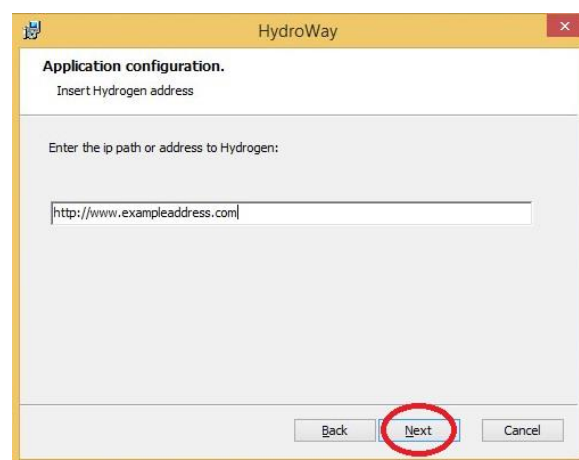 HydroWay
Application configuration.
Insert Hydrogen address
Enter the ip path or address to Hydrogen:
http://www.exampleaddress.com
Back Next Cancel